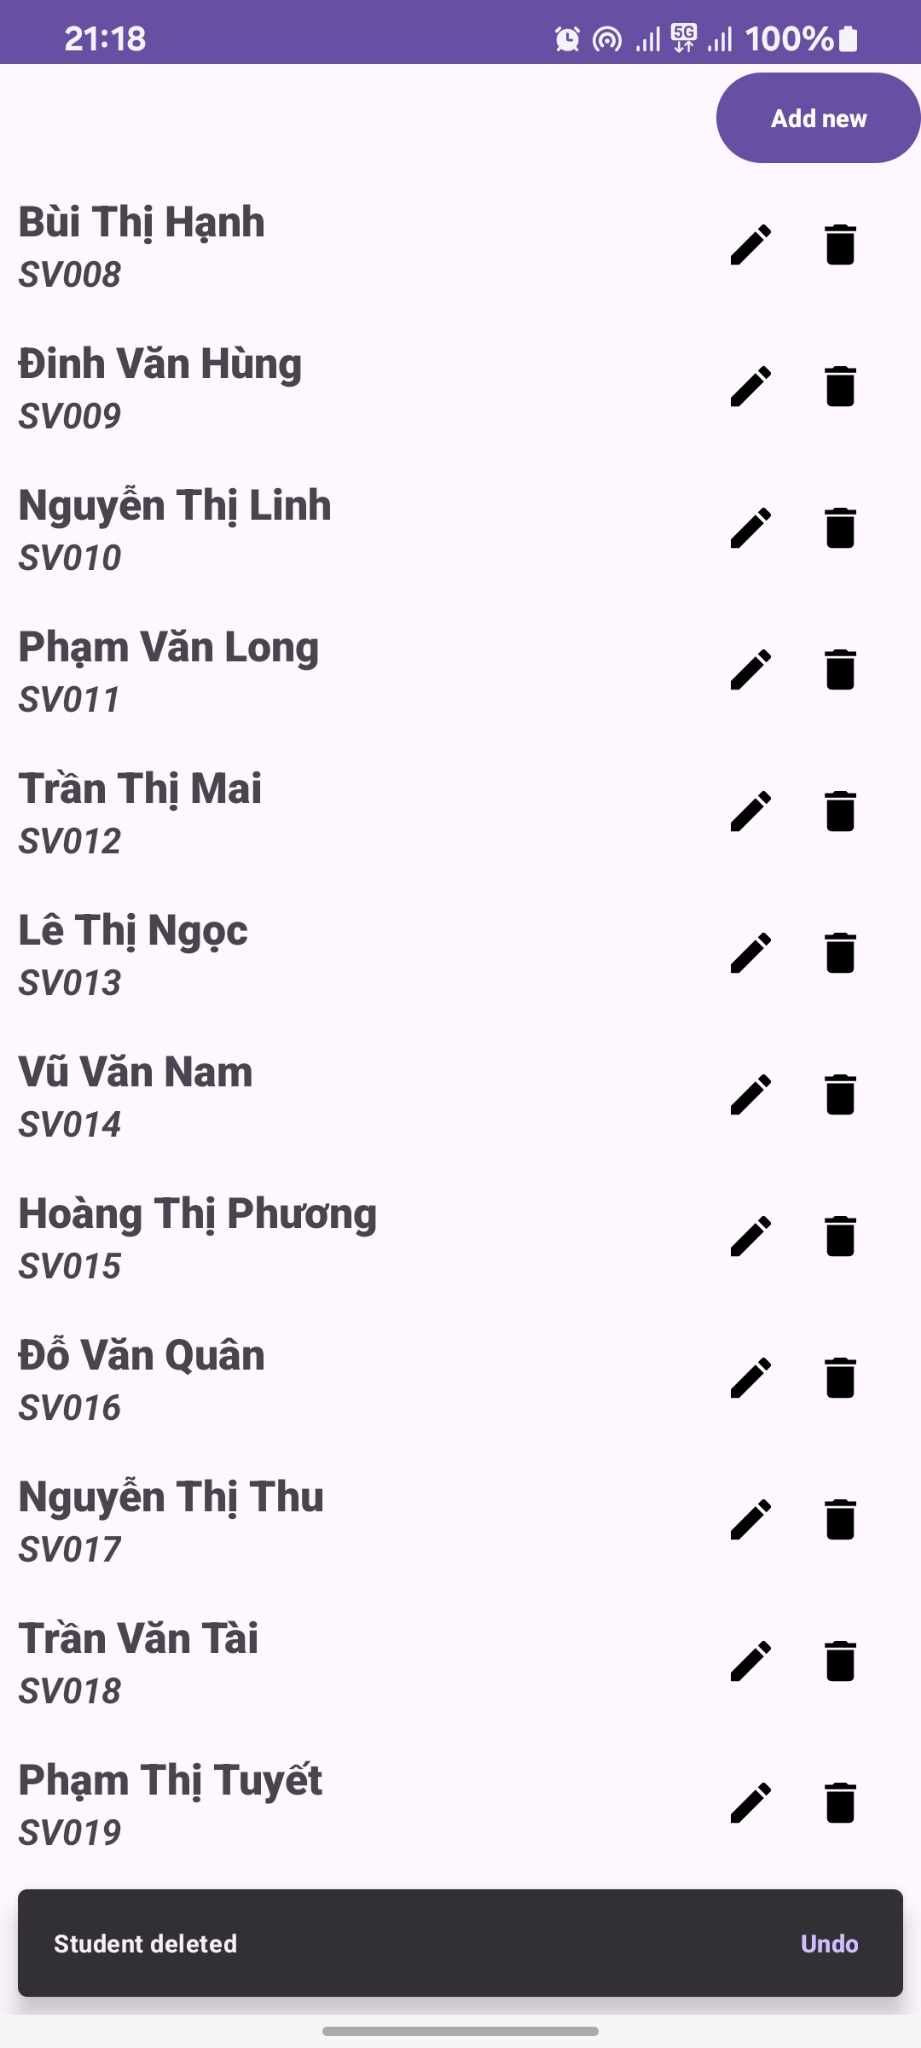 21:18
5G
100%
Add new
Bùi Thị Hạnh
SV008
Đinh Văn Hùng
SV009
Nguyễn Thị Linh
SV010
Phạm Văn Long
SV011
Trần Thị Mai
SV012
Lê Thị Ngọc
SV013
Vũ Văn Nam
SV014
Hoàng Thị Phương
SV015
Đỗ Văn Quân
SV016
Nguyễn Thị Thu
SV017
Trần Văn Tài
SV018
Phạm Thị Tuyết
SV019
Student deleted
Undo